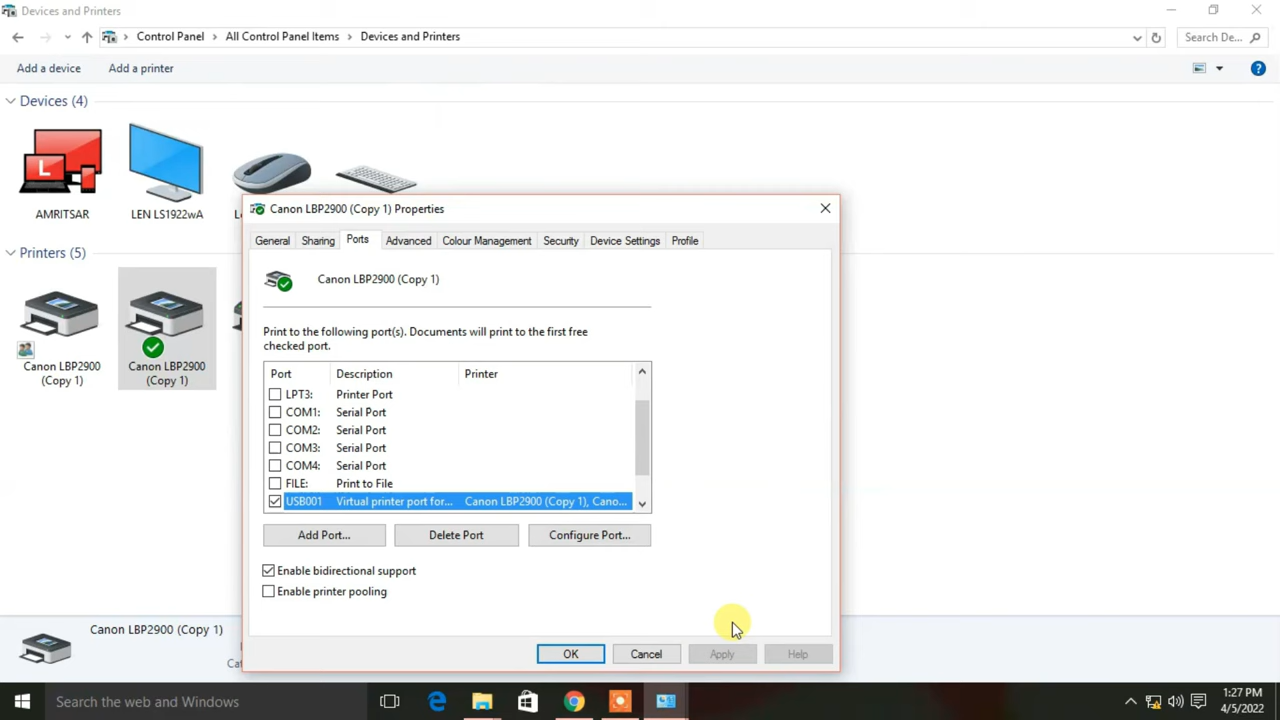 Devices and Printers
Control Panel > All Control Panel Items > Devices and Printers
Search De...
Add a device
Add a printer
Devices (4)
L
AMRITSAR
LEN LS1922wA
Printers (5)
Canon LBP2900
(Copy 1)
Canon LBP2900
(Copy 1)
Canon LBP2900 (Copy 1) Properties
General
Sharing
Ports
Advanced
Colour Management
Security
Device Settings
Profile
Canon LBP2900 (Copy 1)
Print to the following port(s). Documents will print to the first free
checked port.
Port Description Printer
LPT3: Printer Port
COM1: Serial Port
COM2: Serial Port
COM3: Serial Port
COM4: Serial Port
FILE: Print to File
USB001 Virtual printer port for... Canon LBP2900 (Copy 1), Cano...
Add Port...
Delete Port
Configure Port...
Enable bidirectional support
Enable printer pooling
OK
Cancel
Apply
Help
Canon LBP2900 (Copy 1)
Search the web and Windows
1:27 PM
4/5/2022